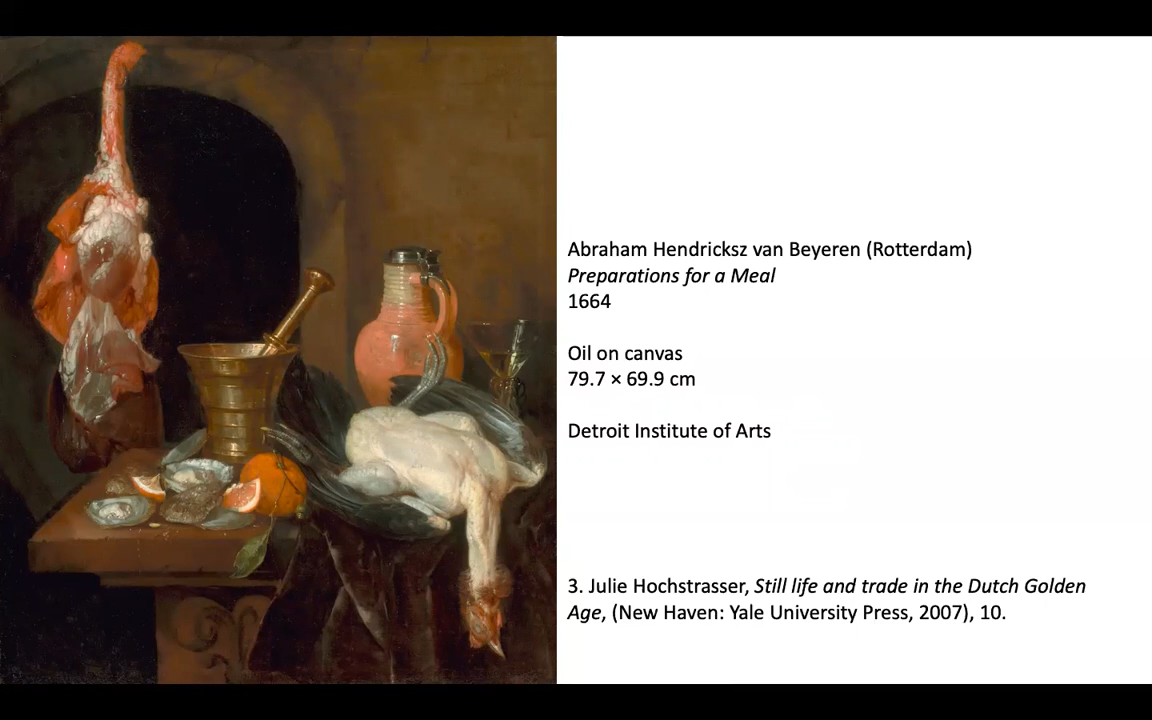 Abraham Hendricksz van Beyeren (Rotterdam)
Preparations for a Meal
1664
Oil on canvas
79.7 × 69.9 cm
Detroit Institute of Arts
3. Julie Hochstrasser, Still life and trade in the Dutch Golden
Age, (New Haven: Yale University Press, 2007), 10.